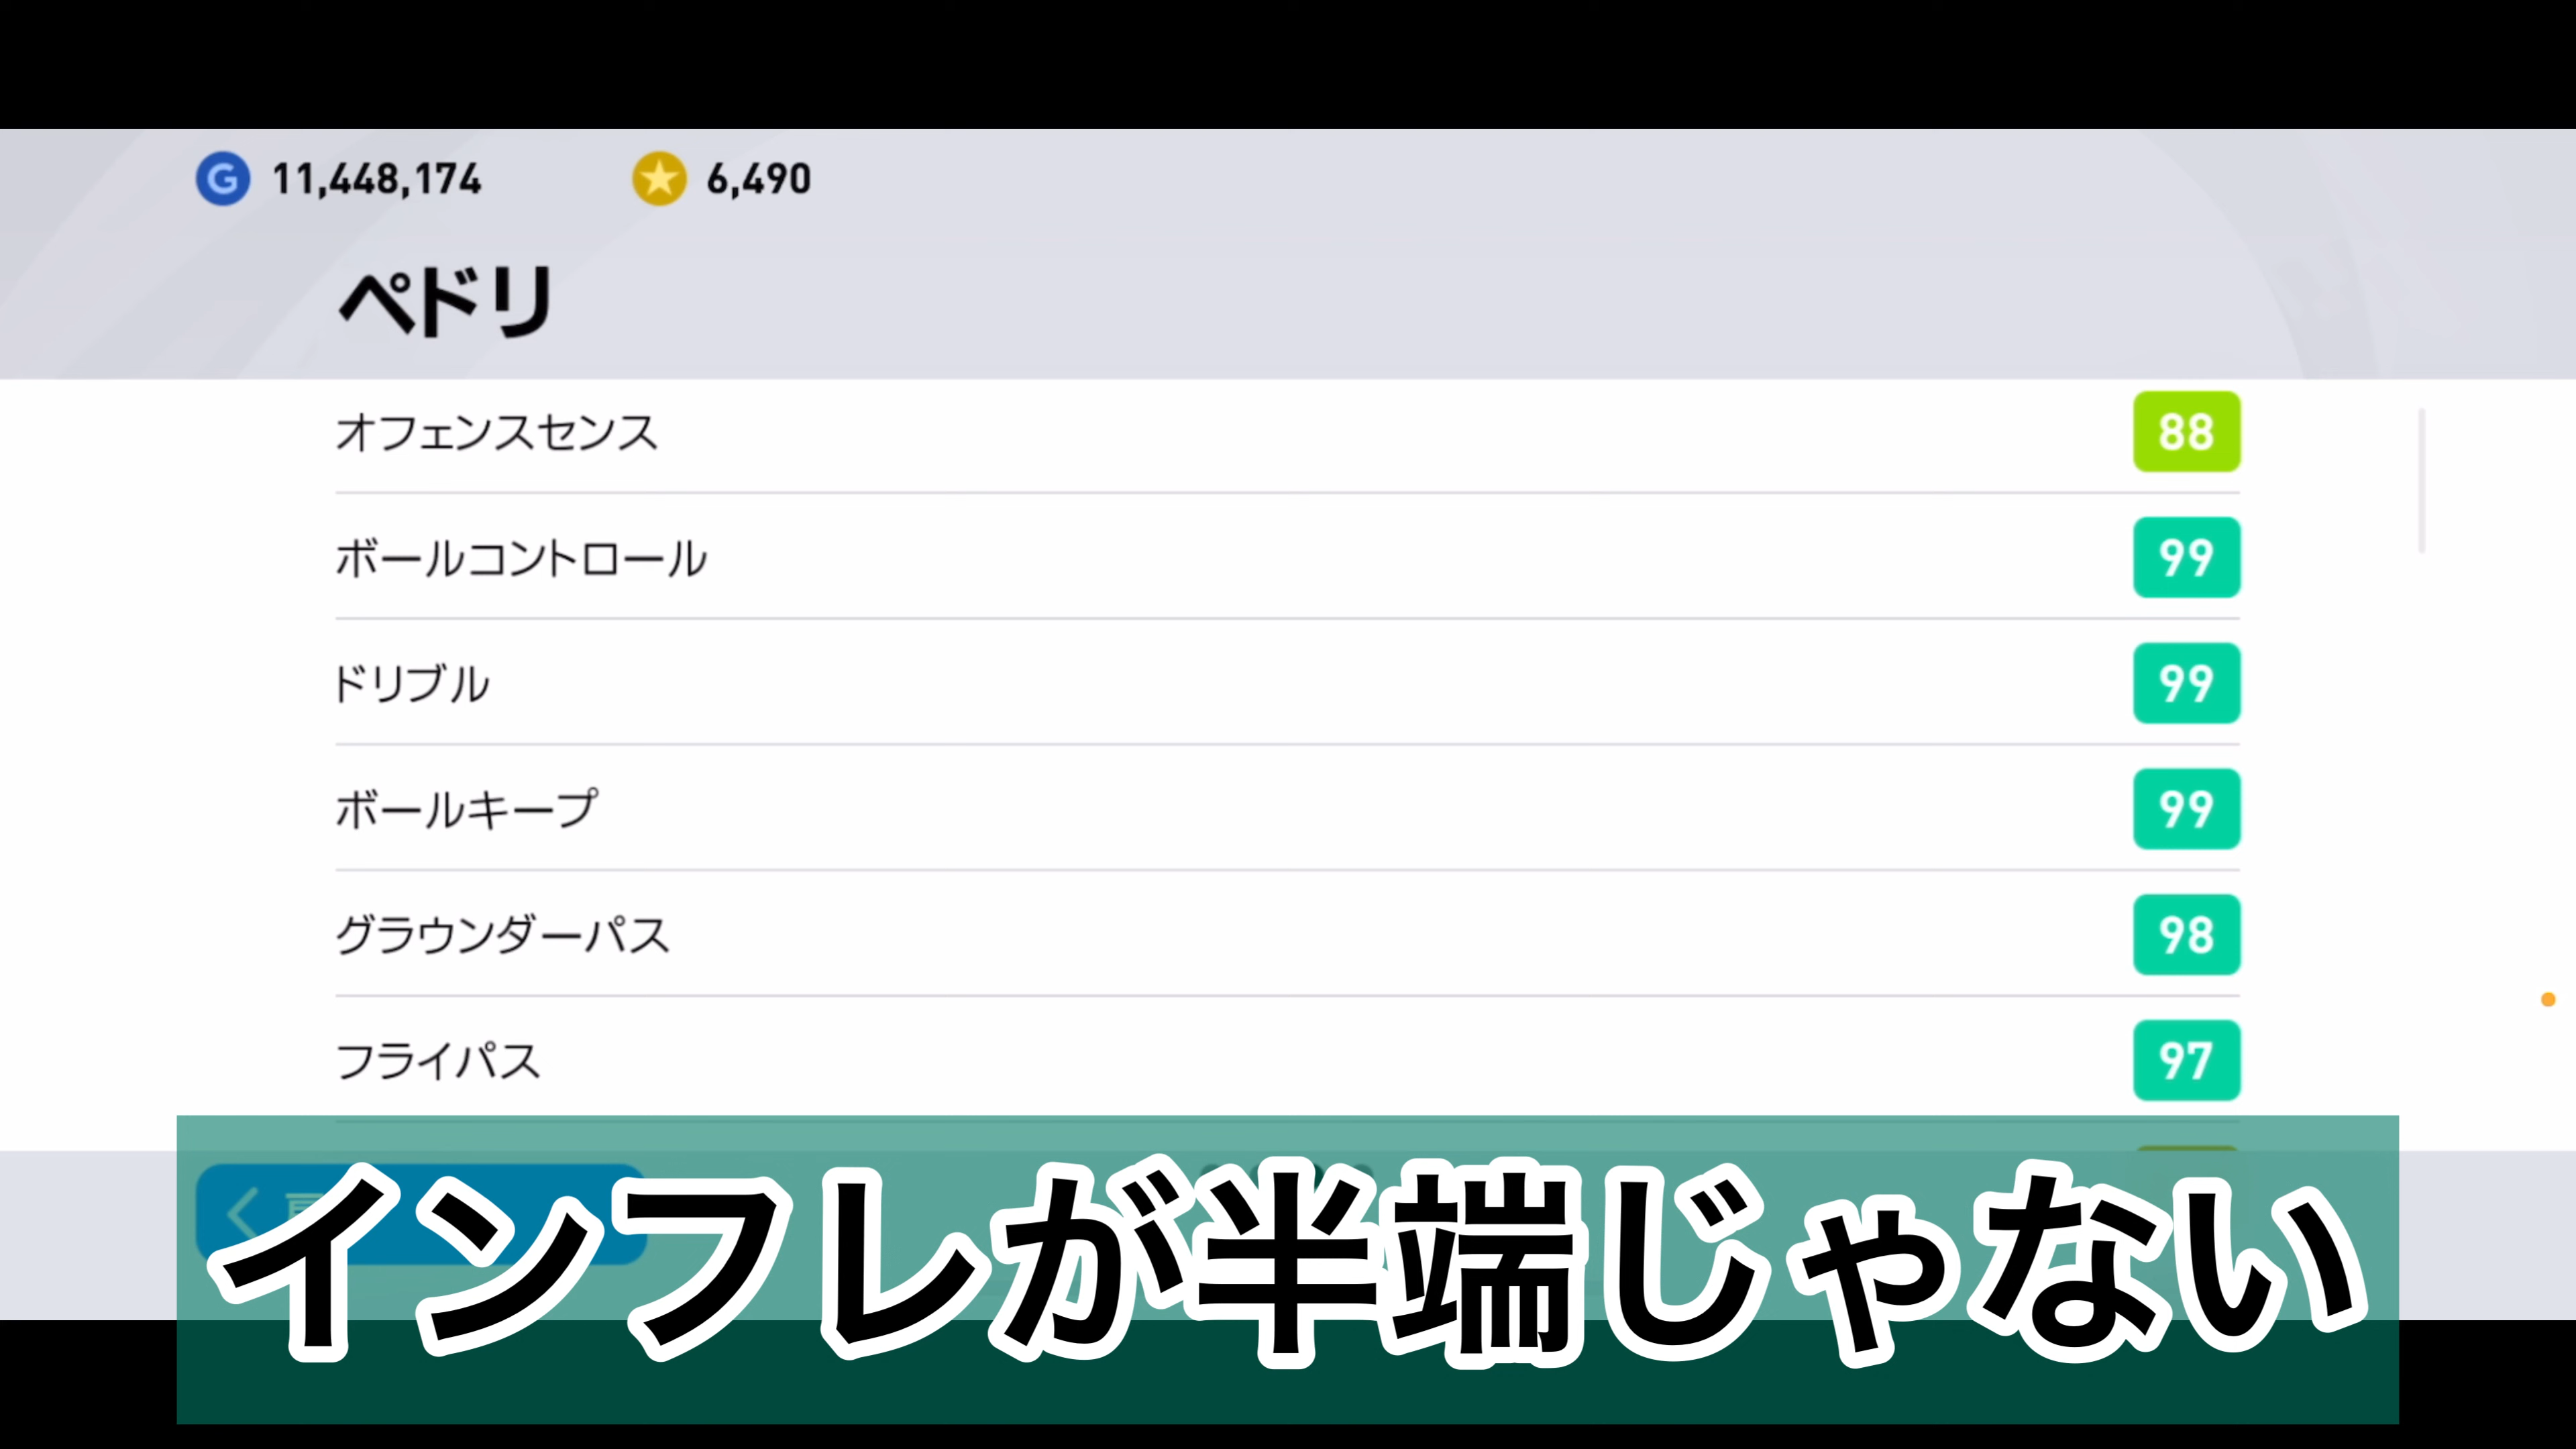 G 11,448,174 6,490
ペドリ
オフェンスセンス 88
ボールコントロール 99
ドリブル 99
ボールキープ 99
グラウンダーパス 98
フライパス 97
インフレが半端じゃない